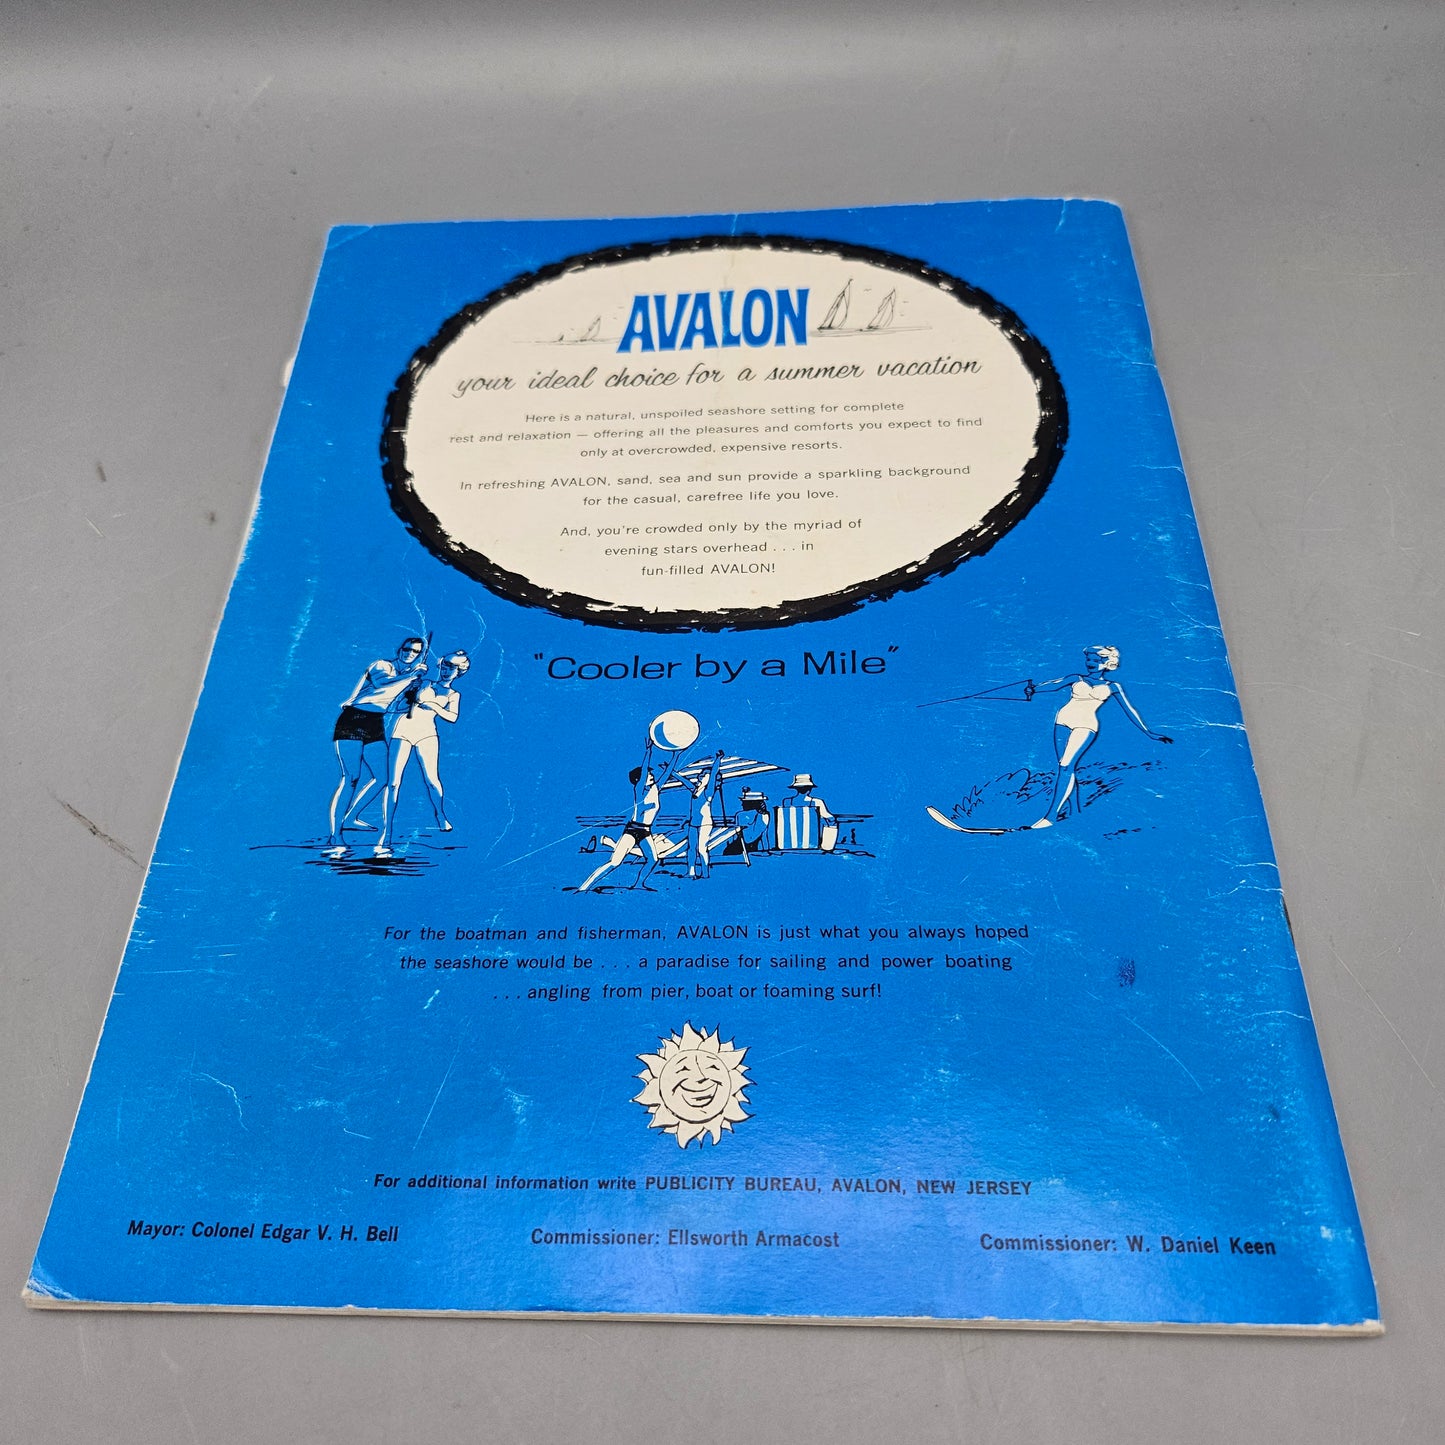 AVALON
your ideal choice for a summer vacation
Here is a natural, unspoiled seashore setting for complete
rest and relaxation — offering all the pleasures and comforts you expect to find
only at overcrowded, expensive resorts.
In refreshing AVALON, sand, sea and sun provide a sparkling background
for the casual, carefree life you love.
And, you're crowded only by the myriad of
evening stars overhead . . . in
fun-filled AVALON!
"Cooler by a Mile"
For the boatman and fisherman, AVALON is just what you always hoped
the seashore would be . . . a paradise for sailing and power boating
. . . angling from pier, boat or foaming surf!
For additional information write PUBLICITY BUREAU, AVALON, NEW JERSEY
Mayor: Colonel Edgar V. H. Bell
Commissioner: Ellsworth Armacost
Commissioner: W. Daniel Keen